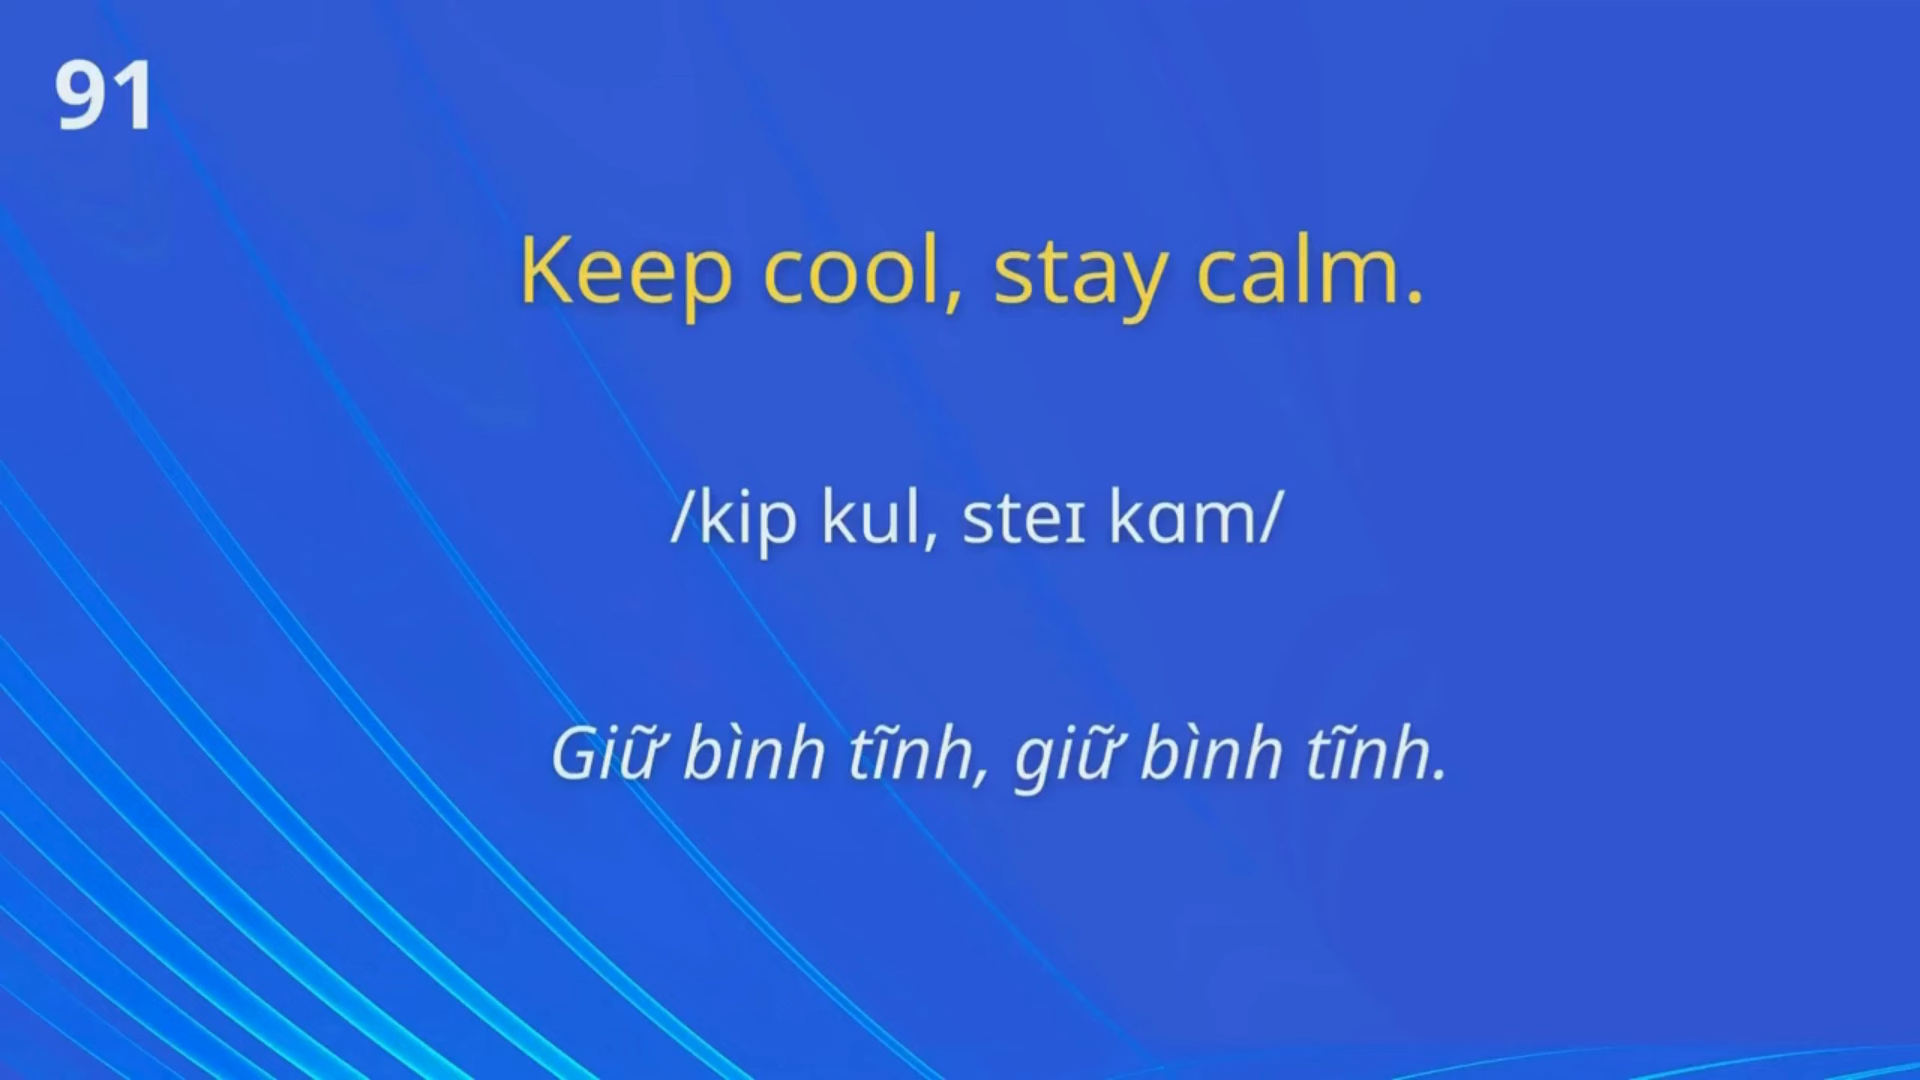 91
Keep cool, stay calm.
/kip kul, steɪ kɑm/
Giữ bình tĩnh, giữ bình tĩnh.